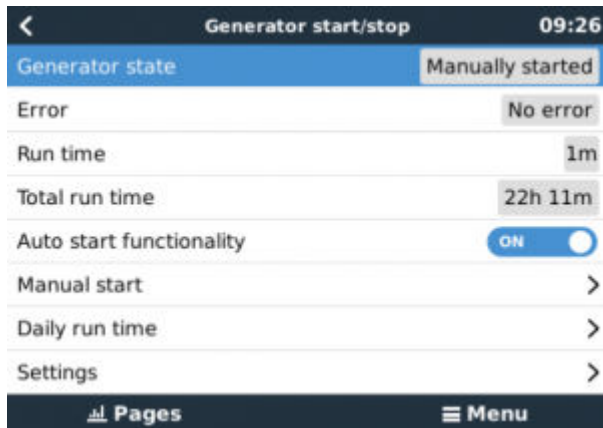 Generator start/stop 09:26
Generator state Manually started
Error No error
Run time 1m
Total run time 22h 11m
Auto start functionality ON
Manual start
Daily run time
Settings
Pages Menu